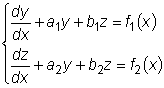 dy/dx + a₁y + b₁z = f₁(x)
dz/dx + a₂y + b₂z = f₂(x)